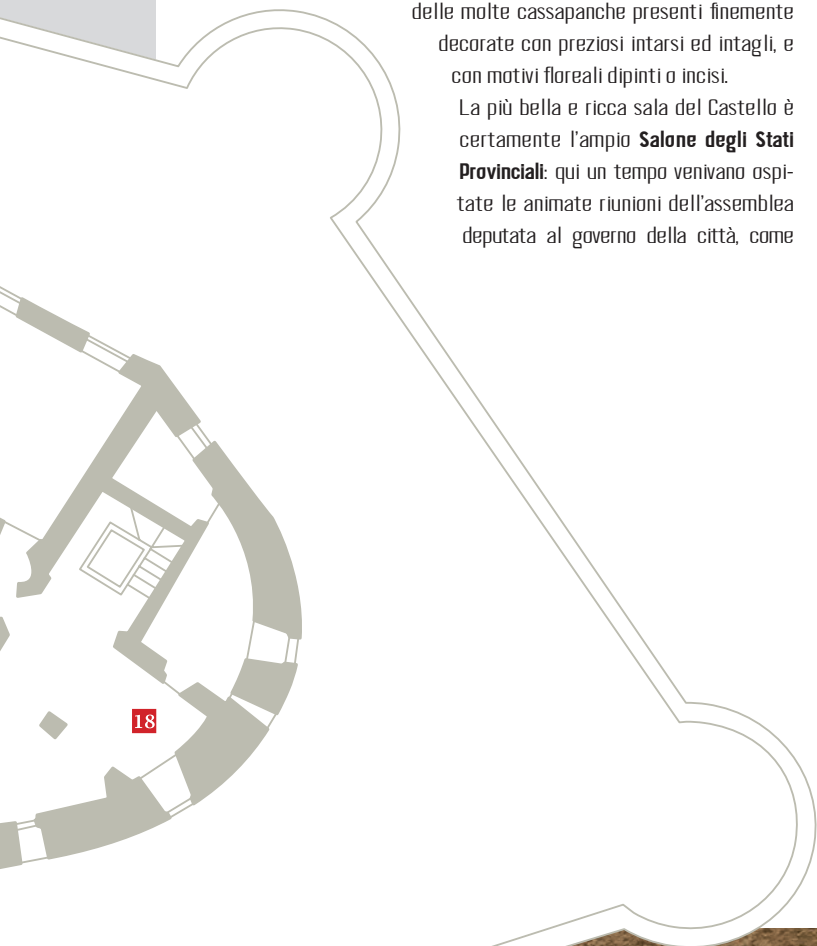 delle molte cassapanche presenti finemente
decorate con preziosi intarsi ed intagli, e
con motivi floreali dipinti o incisi.
La più bella e ricca sala del Castello è
certamente l'ampio Salone degli Stati
Provinciali: qui un tempo venivano ospi-
tate le animate riunioni dell'assemblea
deputata al governo della città, come
18